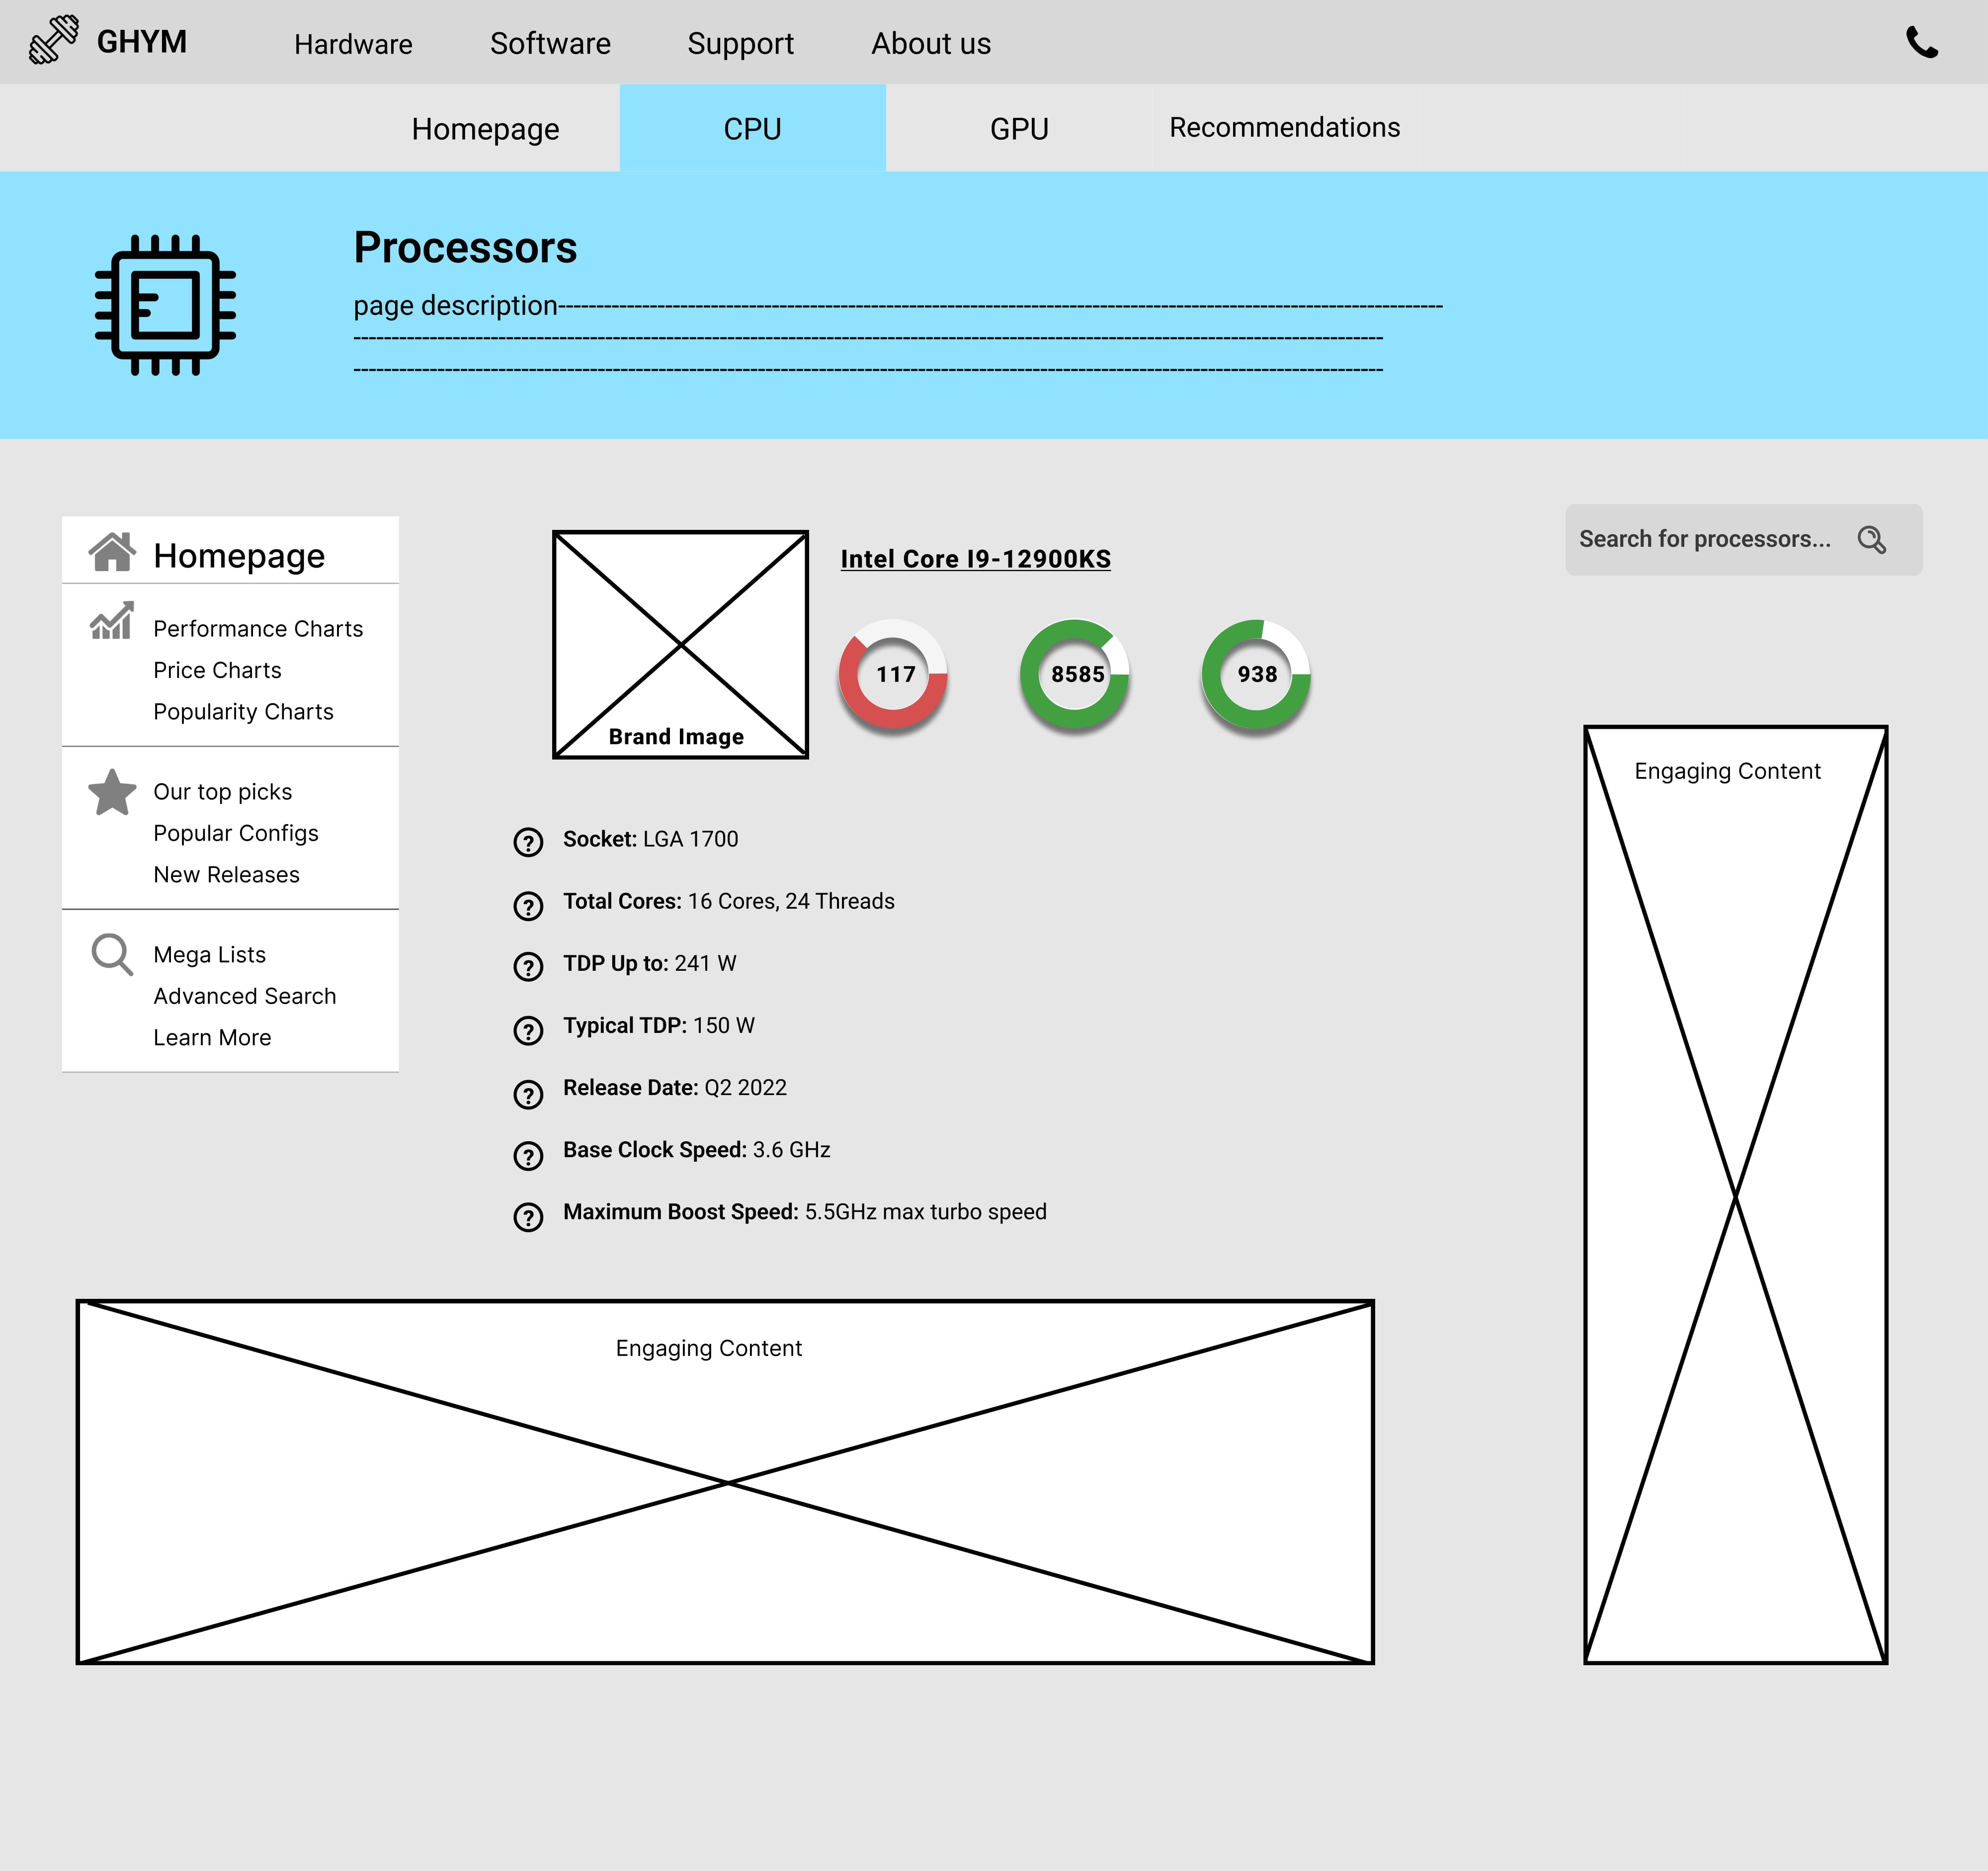 GHYM
Hardware
Software
Support
About us
Homepage
CPU
GPU
Recommendations
Processors
page description--------------------------------------------------------------------------------------------------------------------
---------------------------------------------------------------------------------------------------------------------------------------
---------------------------------------------------------------------------------------------------------------------------------------
Homepage
Performance Charts
Price Charts
Popularity Charts
Our top picks
Popular Configs
New Releases
Mega Lists
Advanced Search
Learn More
Brand Image
Intel Core I9-12900KS
117
8585
938
? Socket: LGA 1700
? Total Cores: 16 Cores, 24 Threads
? TDP Up to: 241 W
? Typical TDP: 150 W
? Release Date: Q2 2022
? Base Clock Speed: 3.6 GHz
? Maximum Boost Speed: 5.5GHz max turbo speed
Search for processors...
Engaging Content
Engaging Content